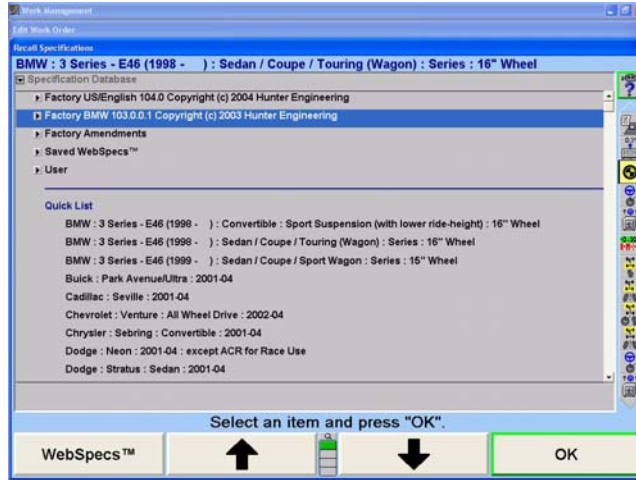 Work Management
Edit Work Order
Recall Specifications
BMW : 3 Series - E46 (1998 - ) : Sedan / Coupe / Touring (Wagon) : Series : 16" Wheel
Specification Database
Factory US/English 104.0 Copyright (c) 2004 Hunter Engineering
Factory BMW 103.0.0.1 Copyright (c) 2003 Hunter Engineering
Factory Amendments
Saved WebSpecs™
User
Quick List
BMW : 3 Series - E46 (1998 - ) : Convertible : Sport Suspension (with lower ride-height) : 16" Wheel
BMW : 3 Series - E46 (1998 - ) : Sedan / Coupe / Touring (Wagon) : Series : 16" Wheel
BMW : 3 Series - E46 (1999 - ) : Sedan / Coupe / Sport Wagon : Series : 15" Wheel
Buick : Park Avenue/Ultra : 2001-04
Cadillac : Seville : 2001-04
Chevrolet : Venture : All Wheel Drive : 2002-04
Chrysler : Sebring : Convertible : 2001-04
Dodge : Neon : 2001-04 : except ACR for Race Use
Dodge : Stratus : Sedan : 2001-04
Select an item and press "OK".
WebSpecs™
OK